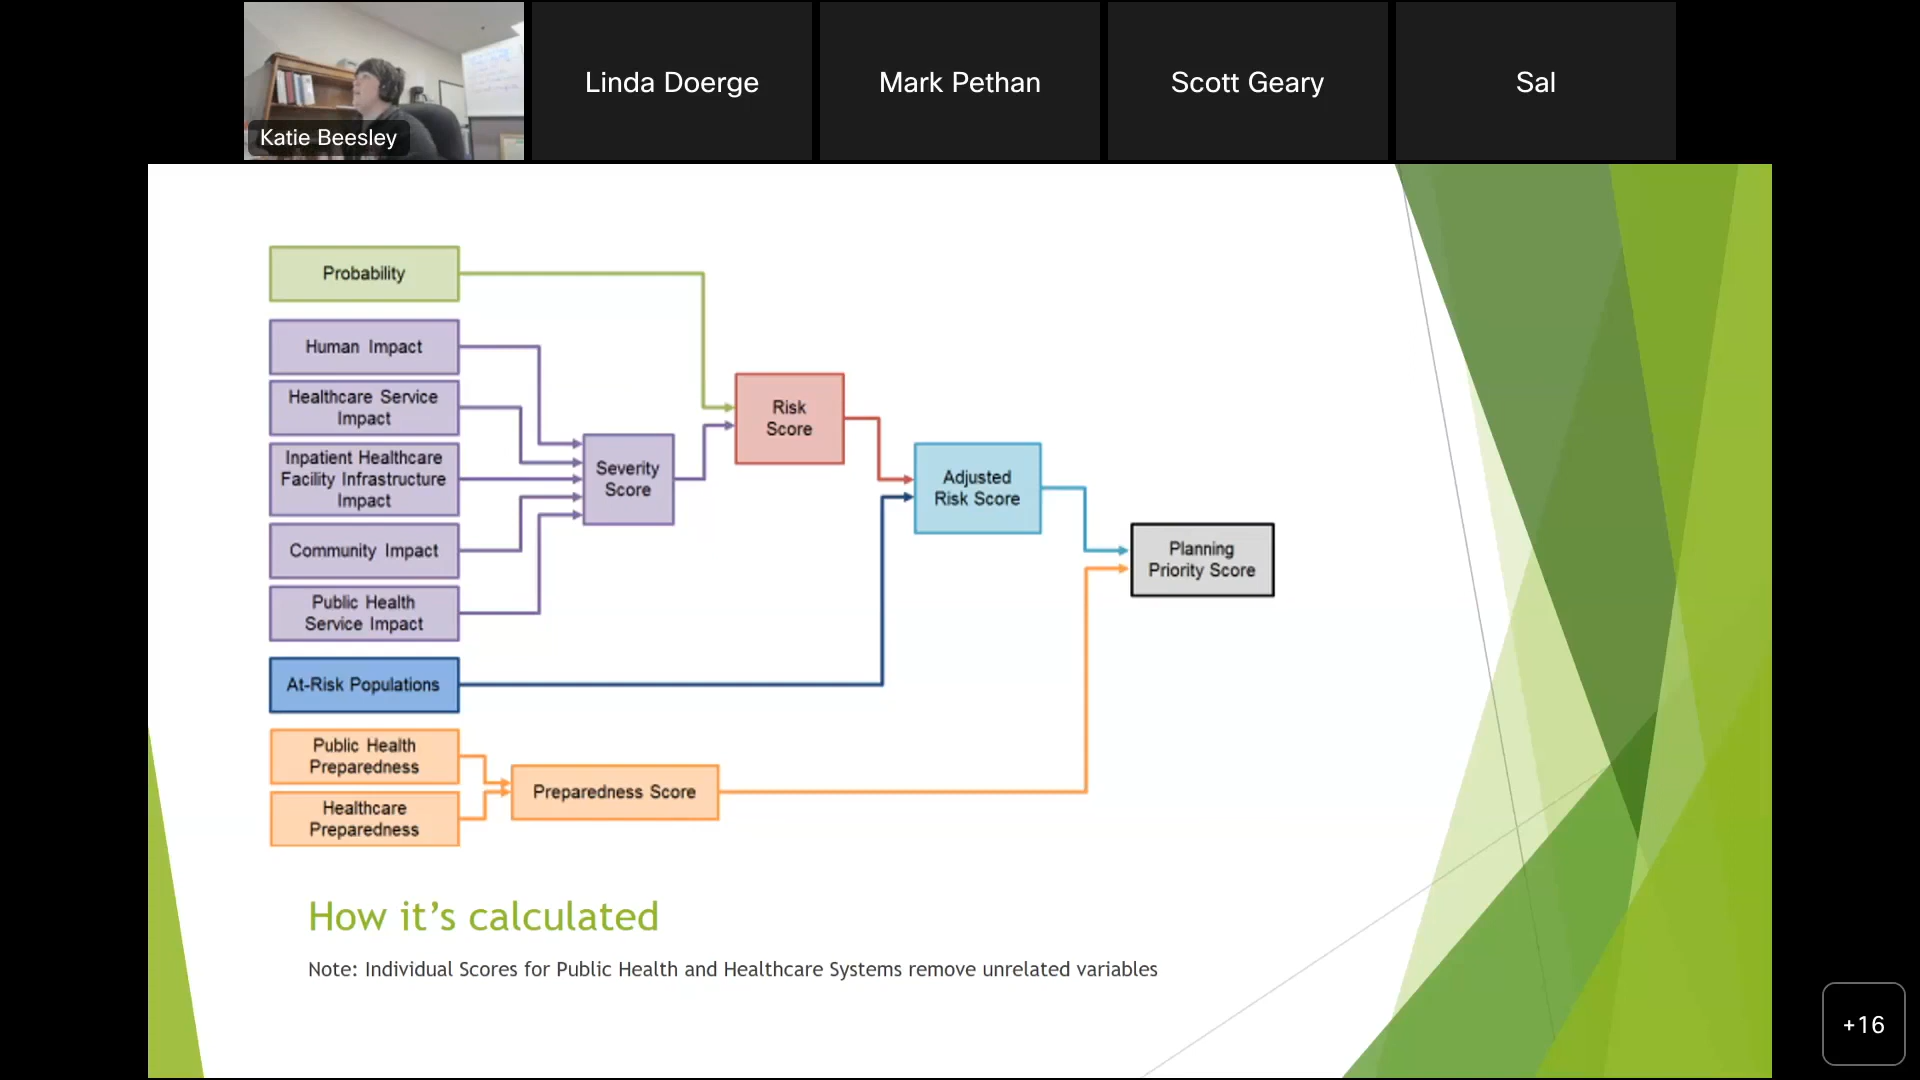 Katie Beesley
Linda Doerge
Mark Pethan
Scott Geary
Sal
Probability
Human Impact
Healthcare Service
Impact
Inpatient Healthcare
Facility Infrastructure
Impact
Community Impact
Public Health
Service Impact
At-Risk Populations
Public Health
Preparedness
Healthcare
Preparedness
Severity
Score
Risk
Score
Adjusted
Risk Score
Planning
Priority Score
Preparedness Score
How it’s calculated
Note: Individual Scores for Public Health and Healthcare Systems remove unrelated variables
+16